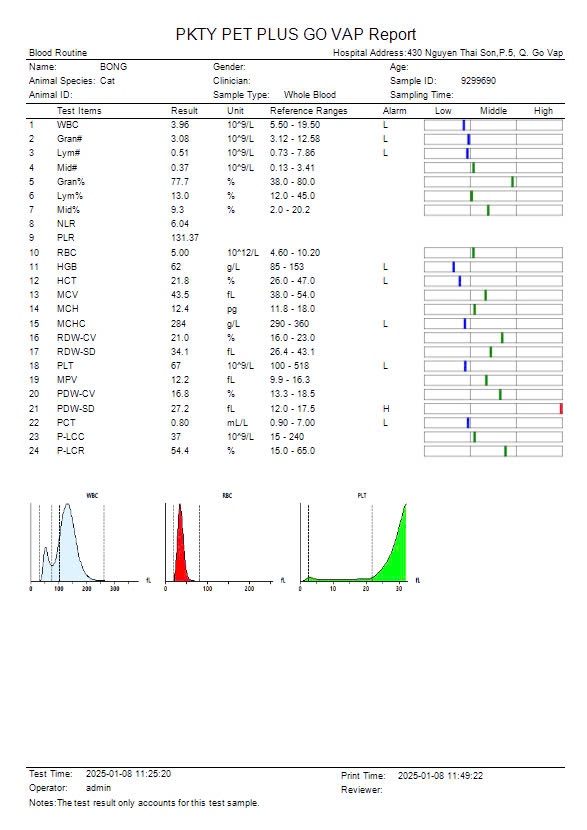 PKTY PET PLUS GO VAP Report
Blood Routine Hospital Address:430 Nguyen Thai Son,P.5, Q. Go Vap
Name: BONG Gender: Age:
Animal Species: Cat Clinician: Sample ID: 9299690
Animal ID: Sample Type: Whole Blood Sampling Time:
Test Items Result Unit Reference Ranges Alarm Low Middle High
1 WBC 3.96 10^9/L 5.50 - 19.50 L
2 Gran# 3.08 10^9/L 3.12 - 12.58 L
3 Lym# 0.51 10^9/L 0.73 - 7.86 L
4 Mid# 0.37 10^9/L 0.13 - 3.41
5 Gran% 77.7 % 38.0 - 80.0
6 Lym% 13.0 % 12.0 - 45.0
7 Mid% 9.3 % 2.0 - 20.2
8 NLR 6.04
9 PLR 131.37
10 RBC 5.00 10^12/L 4.60 - 10.20
11 HGB 62 g/L 85 - 153 L
12 HCT 21.8 % 26.0 - 47.0 L
13 MCV 43.5 fL 38.0 - 54.0
14 MCH 12.4 pg 11.8 - 18.0
15 MCHC 284 g/L 290 - 360 L
16 RDW-CV 21.0 % 16.0 - 23.0
17 RDW-SD 34.1 fL 26.4 - 43.1
18 PLT 67 10^9/L 100 - 518 L
19 MPV 12.2 fL 9.9 - 16.3
20 PDW-CV 16.8 % 13.3 - 18.5
21 PDW-SD 27.2 fL 12.0 - 17.5 H
22 PCT 0.80 mL/L 0.90 - 7.00 L
23 P-LCC 37 10^9/L 15 - 240
24 P-LCR 54.4 % 15.0 - 65.0
WBC RBC PLT
0 100 200 300 fL 0 100 200 fL 0 10 20 30 fL
Test Time: 2025-01-08 11:25:20 Print Time: 2025-01-08 11:49:22
Operator: admin Reviewer:
Notes:The test result only accounts for this test sample.